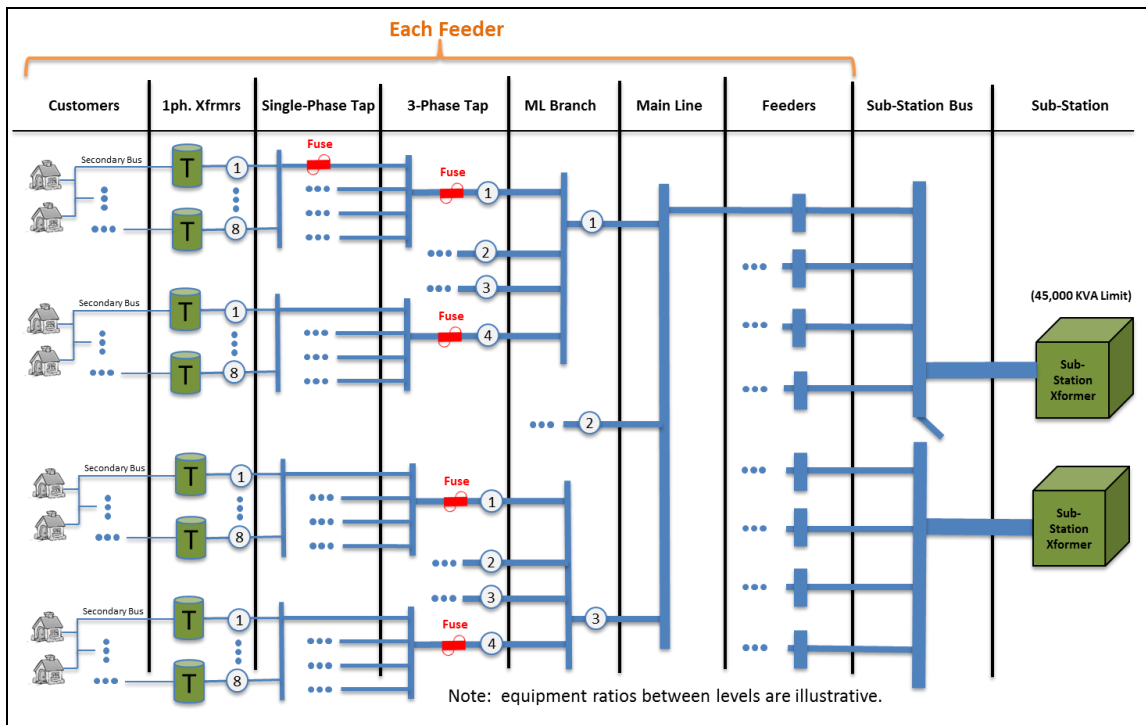 Each Feeder
Customers 1ph. Xfrmrs Single-Phase Tap 3-Phase Tap ML Branch Main Line Feeders Sub-Station Bus Sub-Station
Fuse
Secondary Bus
T 1
Fuse
1
T 8
1
2
3
(45,000 KVA Limit)
Secondary Bus
T 1
Fuse
4
T 8
Sub-
Station
Xformer
2
Secondary Bus
T 1
Fuse
1
T 8
Sub-
Station
Xformer
2
3
Secondary Bus
T 1
3
Fuse
4
T 8
Note: equipment ratios between levels are illustrative.